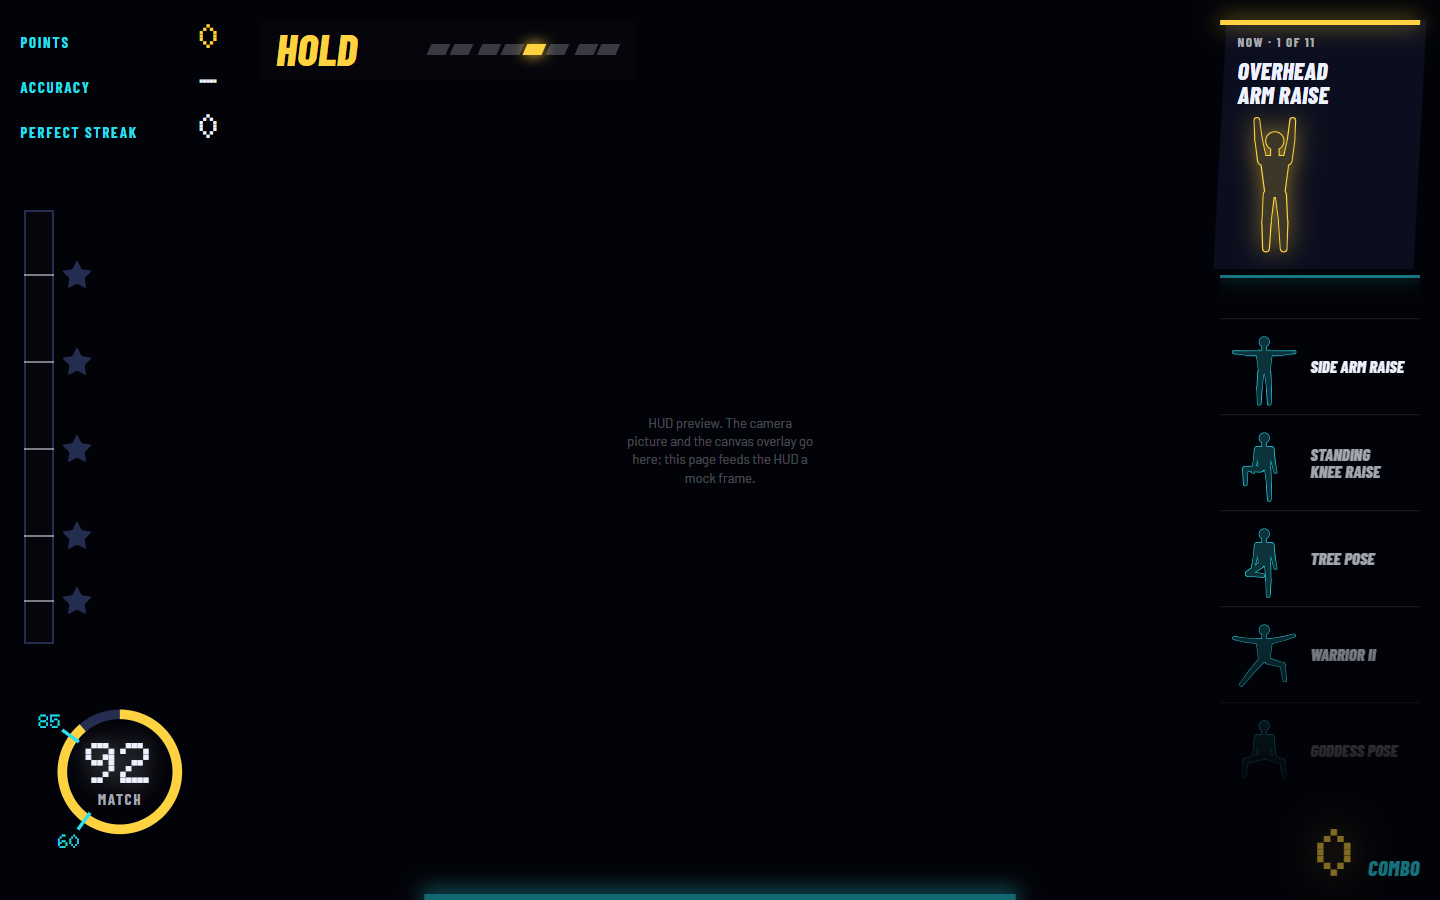 POINTS 0
ACCURACY –
PERFECT STREAK 0
HOLD
NOW · 1 OF 11
OVERHEAD
ARM RAISE
SIDE ARM RAISE
STANDING
KNEE RAISE
TREE POSE
WARRIOR II
GODDESS POSE
HUD preview. The camera
picture and the canvas overlay go
here; this page feeds the HUD a
mock frame.
85
92
MATCH
60
0 COMBO